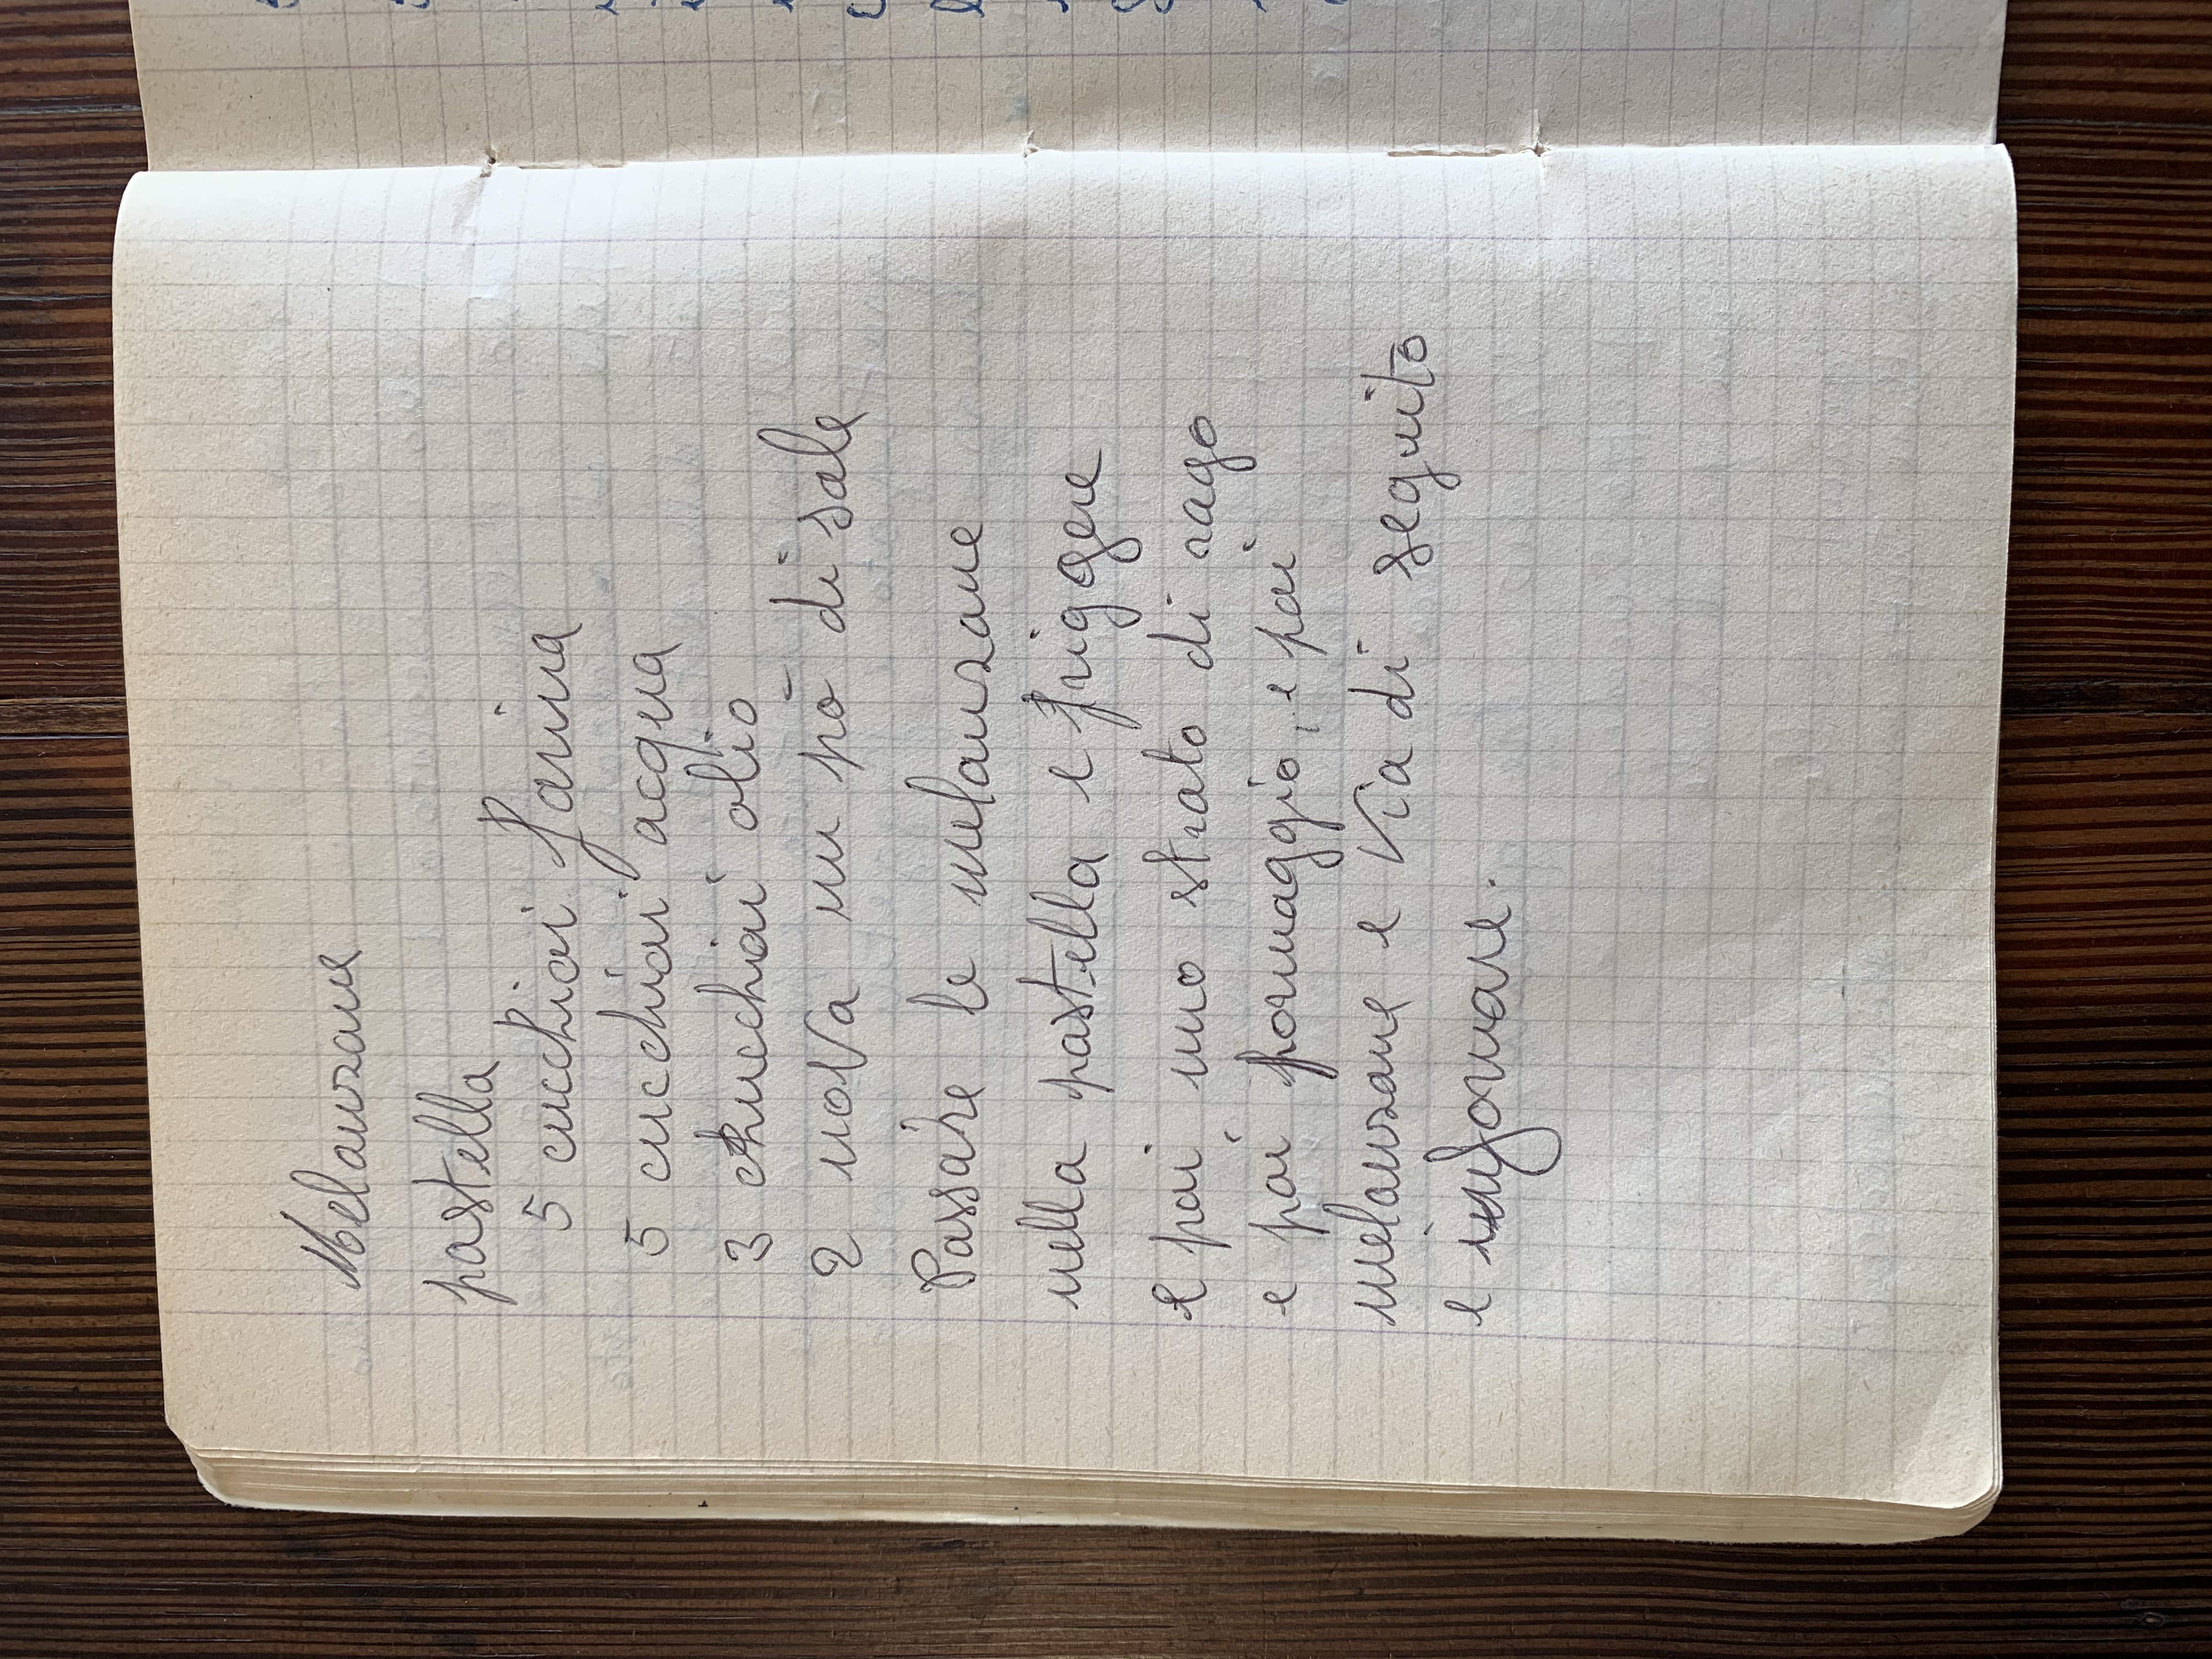 Melanzane
pastella
5 cucchiai farina
5 cucchiai acqua
3 chucchiai olio
2 uova un pò di sale
Passare le melanzane
nella pastella e friggere
e poi uno strato di rago
e poi formaggio, e poi
melanzane e via di seguito
e infornare.